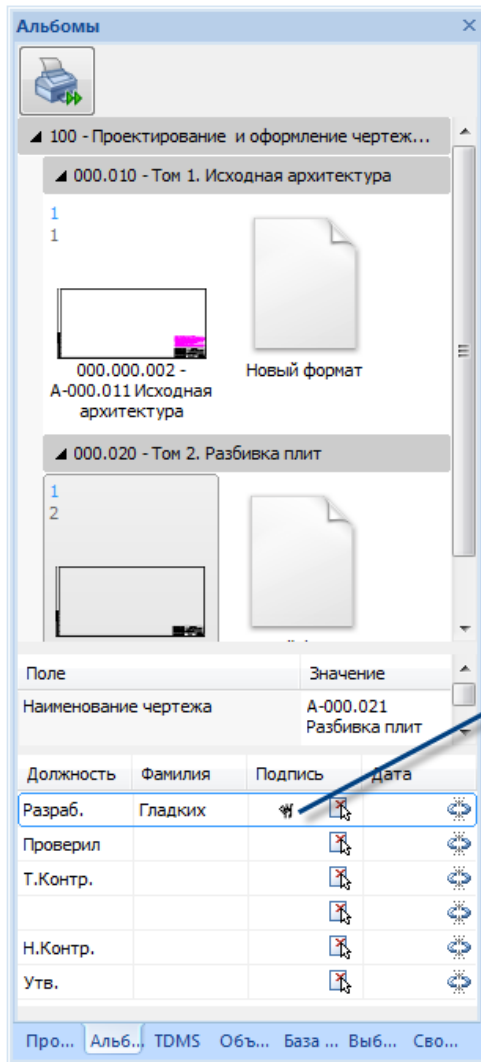 Альбомы
100 - Проектирование и оформление чертеж...
000.010 - Том 1. Исходная архитектура
1
1
000.000.002 -
А-000.011 Исходная
архитектура
Новый формат
000.020 - Том 2. Разбивка плит
1
2
Поле Значение
Наименование чертежа А-000.021
Разбивка плит
Должность Фамилия Подпись Дата
Разраб. Гладких
Проверил
Т.Контр.
Н.Контр.
Утв.
Про... Альб... TDMS Объ... База ... Выб... Сво...